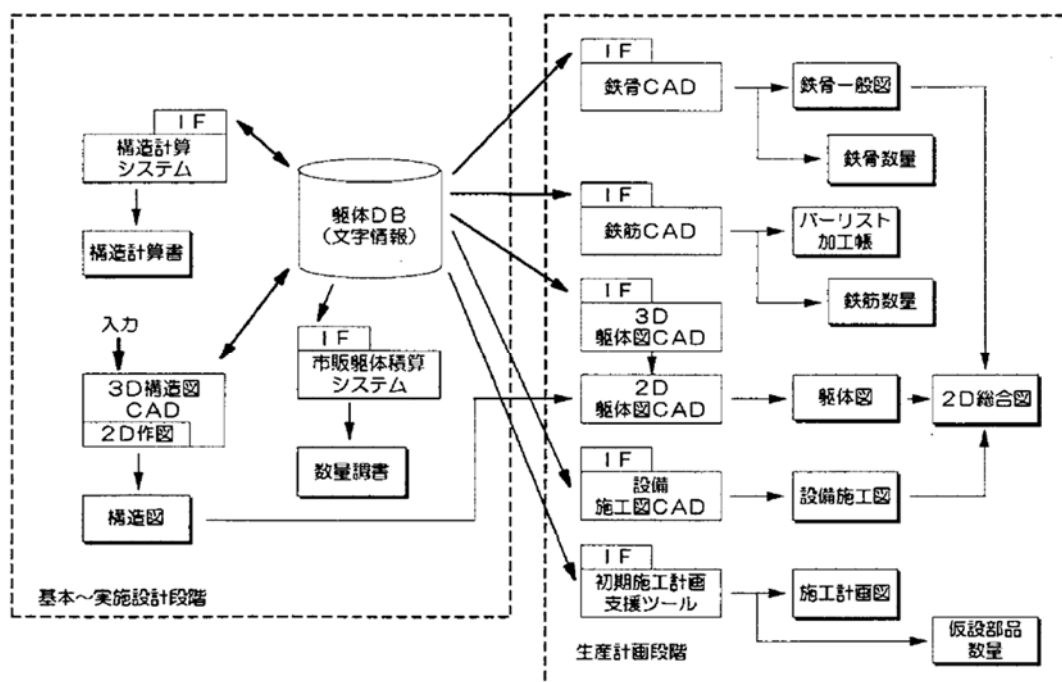 IF
構造計算
システム
構造計算書
躯体DB
(文字情報)
入力
3D構造図
CAD
2D作図
構造図
IF
市販躯体積算
システム
数量調書
基本~実施設計段階
IF
鉄骨CAD
鉄骨一般図
鉄骨数量
IF
鉄筋CAD
バーリスト
加工帳
鉄筋数量
IF
3D
躯体図CAD
2D
躯体図CAD
躯体図
2D総合図
IF
設備
施工図CAD
設備施工図
IF
初期施工計画
支援ツール
施工計画図
仮設部品
数量
生産計画段階